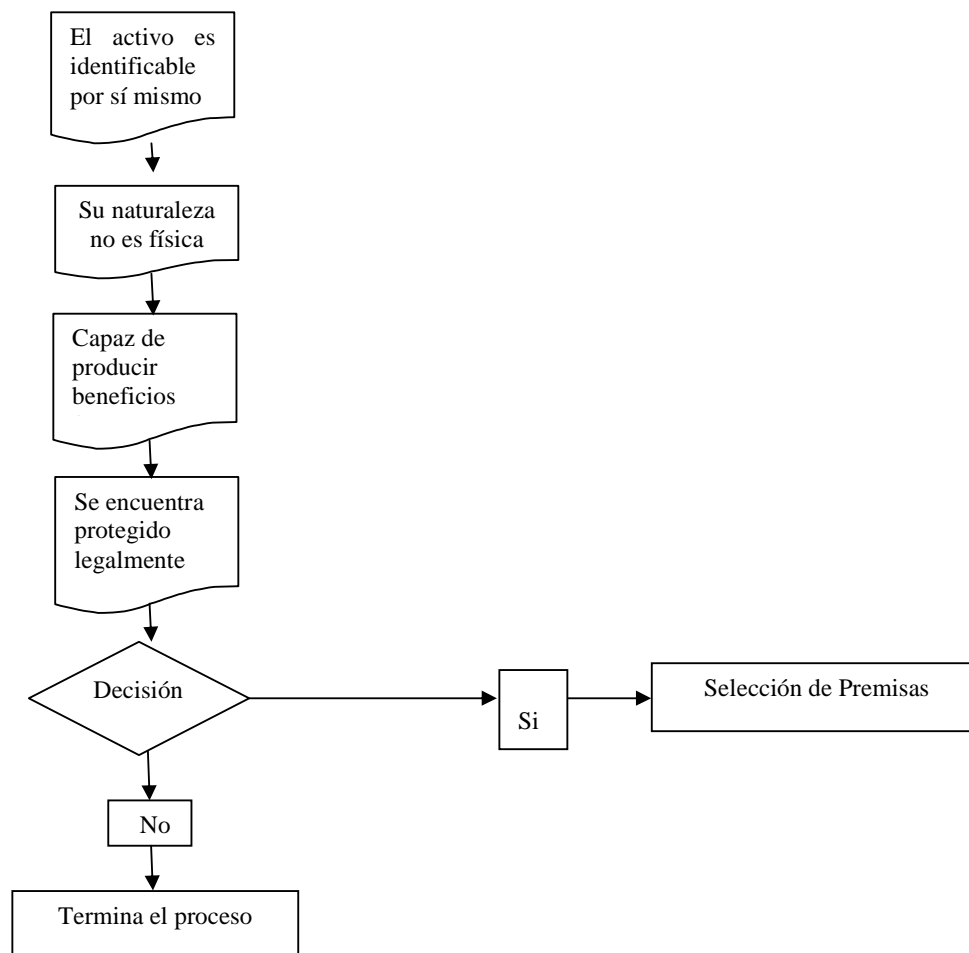 El activo es
identificable
por sí mismo
Su naturaleza
no es física
Capaz de
producir
beneficios
Se encuentra
protegido
legalmente
Decisión
Si
Selección de Premisas
No
Termina el proceso